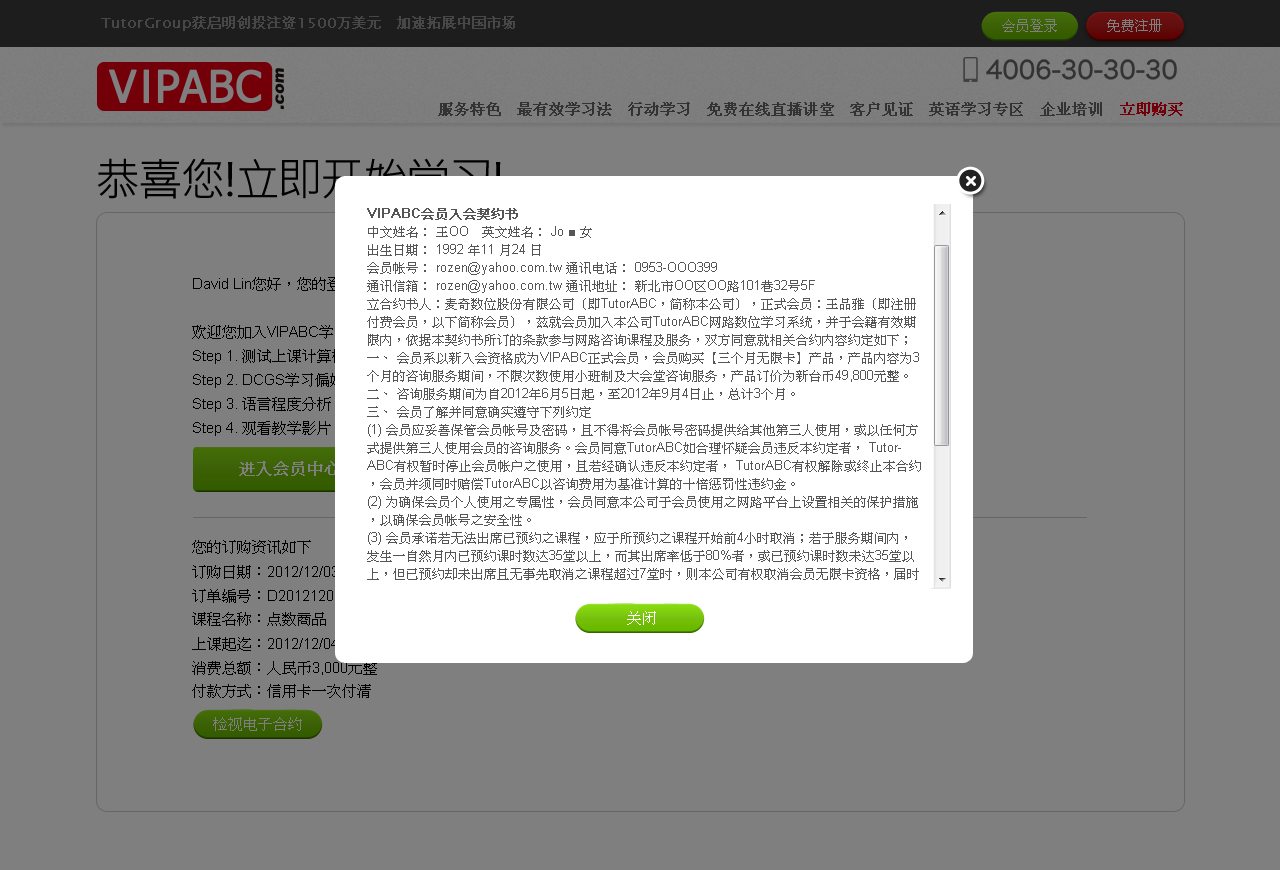 TutorGroup获启明创投注资1500万美元 加速拓展中国市场
会员登录 免费注册
VIPABC.com
4006-30-30-30
服务特色 最有效学习法 行动学习 免费在线直播讲堂 客户见证 英语学习专区 企业培训 立即购买
恭喜您!立即开始学习!
VIPABC会员入会契约书
中文姓名： 王OO 英文姓名： Jo ■ 女
出生日期： 1992 年11 月24 日
会员帐号： rozen@yahoo.com.tw 通讯电话： 0953-OOO399
通讯信箱： rozen@yahoo.com.tw 通讯地址： 新北市OO区OO路101巷32号5F
立合约书人：麦奇数位股份有限公司〔即TutorABC，简称本公司〕，正式会员：王品雅〔即注册
付费会员，以下简称会员〕，兹就会员加入本公司TutorABC网路数位学习系统，并于会籍有效期
限内，依据本契约书所订的条款参与网路咨询课程及服务，双方同意就相关合约内容约定如下；
一、 会员系以新入会资格成为VIPABC正式会员，会员购买【三个月无限卡】产品，产品内容为3
个月的咨询服务期间，不限次数使用小班制及大会堂咨询服务，产品订价为新台币49,800元整。
二、 咨询服务期间为自2012年6月5日起，至2012年9月4日止，总计3个月。
三、 会员了解并同意确实遵守下列约定
(1) 会员应妥善保管会员帐号及密码，且不得将会员帐号密码提供给其他第三人使用，或以任何方
式提供第三人使用会员的咨询服务。会员同意TutorABC如合理怀疑会员违反本约定者， Tutor-
ABC有权暂时停止会员帐户之使用，且若经确认违反本约定者， TutorABC有权解除或终止本合约
，会员并须同时赔偿TutorABC以咨询费用为基准计算的十倍惩罚性违约金。
(2) 为确保会员个人使用之专属性，会员同意本公司于会员使用之网路平台上设置相关的保护措施
，以确保会员帐号之安全性。
(3) 会员承诺若无法出席已预约之课程，应于所预约之课程开始前4小时取消；若于服务期间内，
发生一自然月内已预约课时数达35堂以上，而其出席率低于80%者，或已预约课时数未达35堂以
上，但已预约却未出席且无事先取消之课程超过7堂时，则本公司有权取消会员无限卡资格，届时
关闭
David Lin您好，您的
欢迎您加入VIPABC学
Step 1. 测试上课计算
Step 2. DCGS学习偏
Step 3. 语言程度分析
Step 4. 观看教学影片
进入会员中心
您的订购资讯如下
订购日期：2012/12/03
订单编号：D2012120
课程名称：点数商品
上课起迄：2012/12/04
消费总额：人民币3,000元整
付款方式：信用卡一次付清
检视电子合约